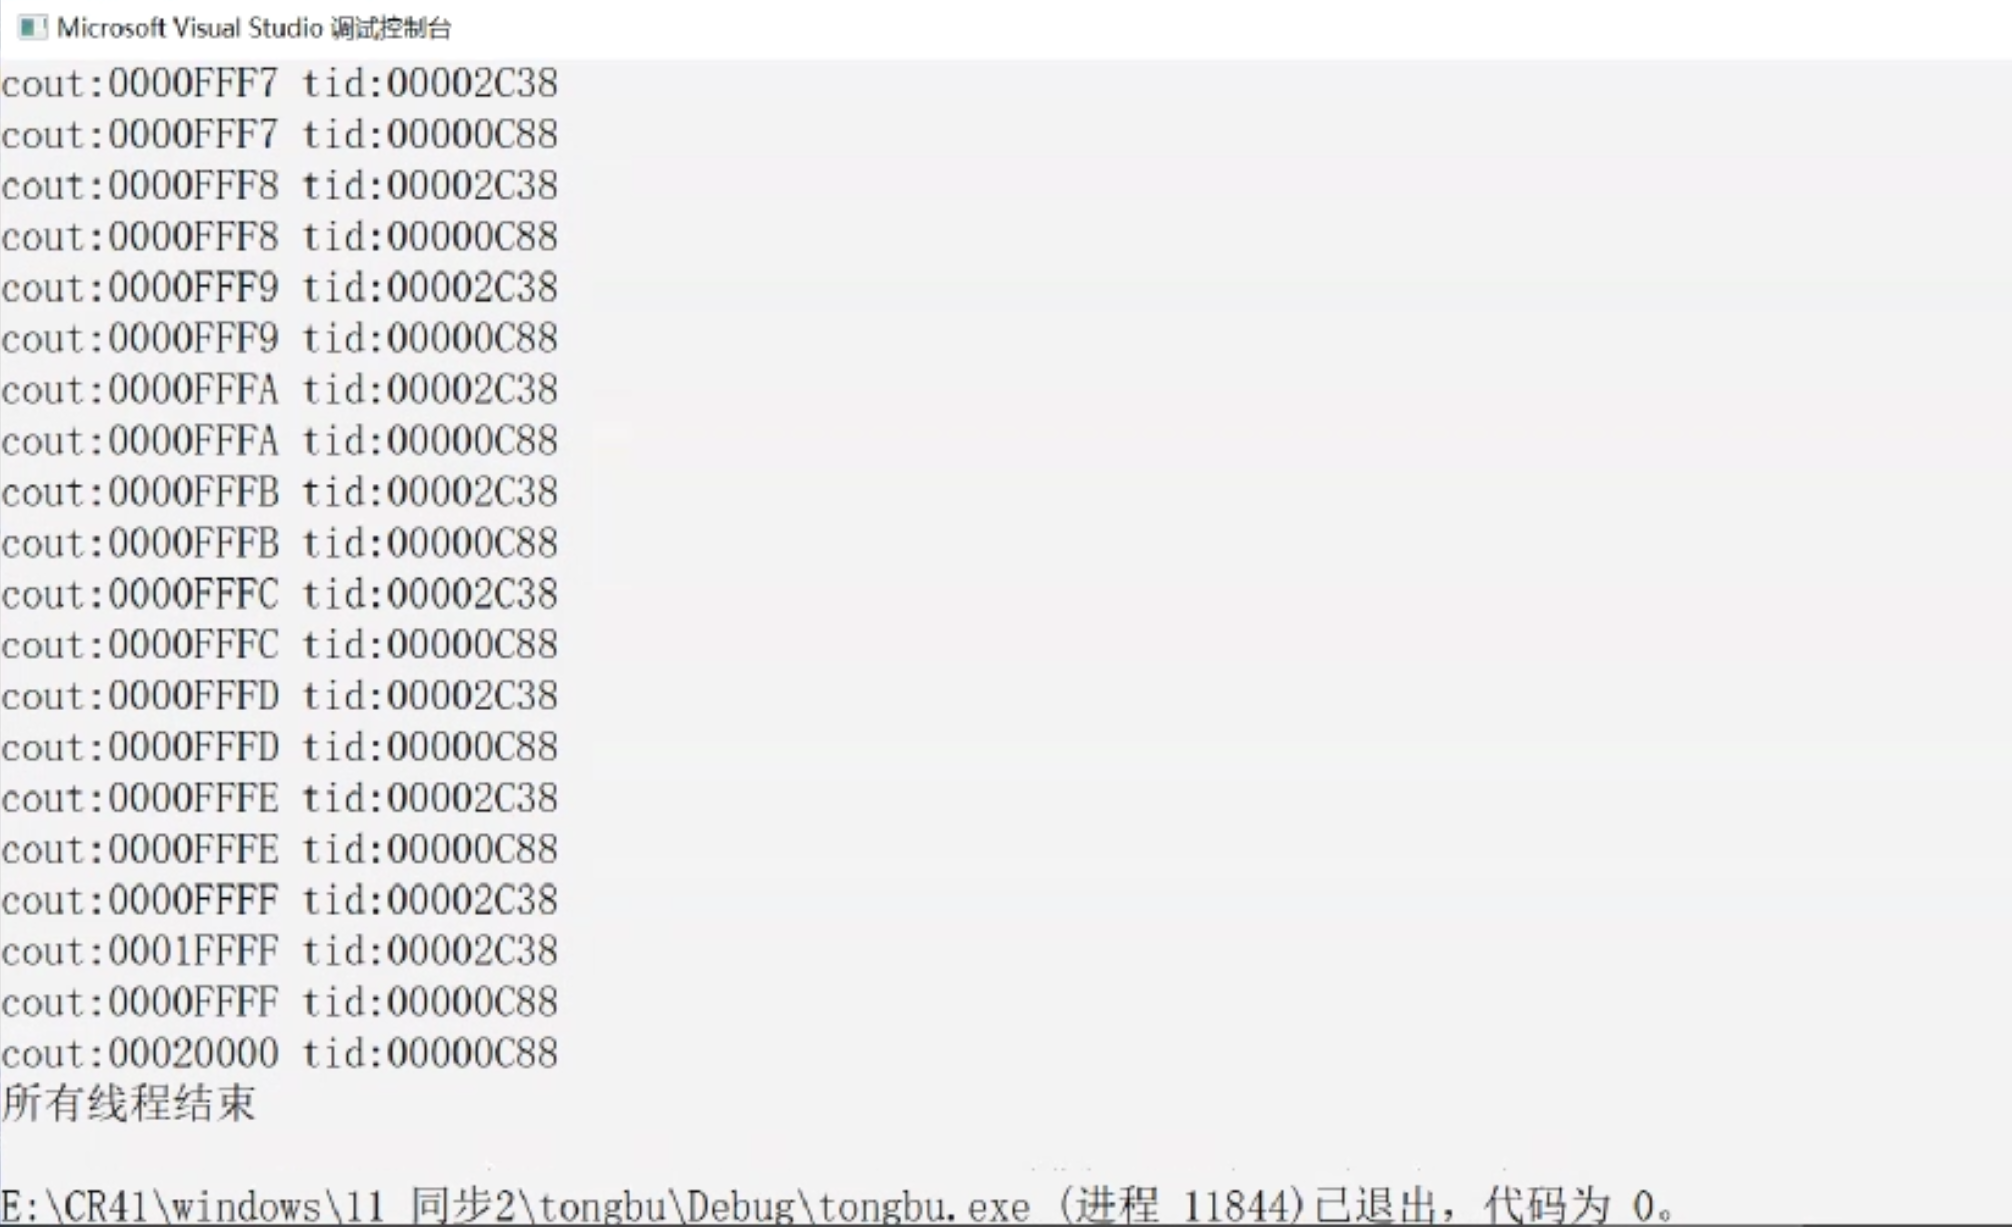 Microsoft Visual Studio 调试控制台
cout:0000FFF7 tid:00002C38
cout:0000FFF7 tid:00000C88
cout:0000FFF8 tid:00002C38
cout:0000FFF8 tid:00000C88
cout:0000FFF9 tid:00002C38
cout:0000FFF9 tid:00000C88
cout:0000FFFA tid:00002C38
cout:0000FFFA tid:00000C88
cout:0000FFFB tid:00002C38
cout:0000FFFB tid:00000C88
cout:0000FFFC tid:00002C38
cout:0000FFFC tid:00000C88
cout:0000FFFD tid:00002C38
cout:0000FFFD tid:00000C88
cout:0000FFFE tid:00002C38
cout:0000FFFE tid:00000C88
cout:0000FFFF tid:00002C38
cout:0001FFFF tid:00002C38
cout:0000FFFF tid:00000C88
cout:00020000 tid:00000C88
所有线程结束
E:\CR41\windows\11 同步2\tongbu\Debug\tongbu.exe (进程 11844)已退出，代码为 0。